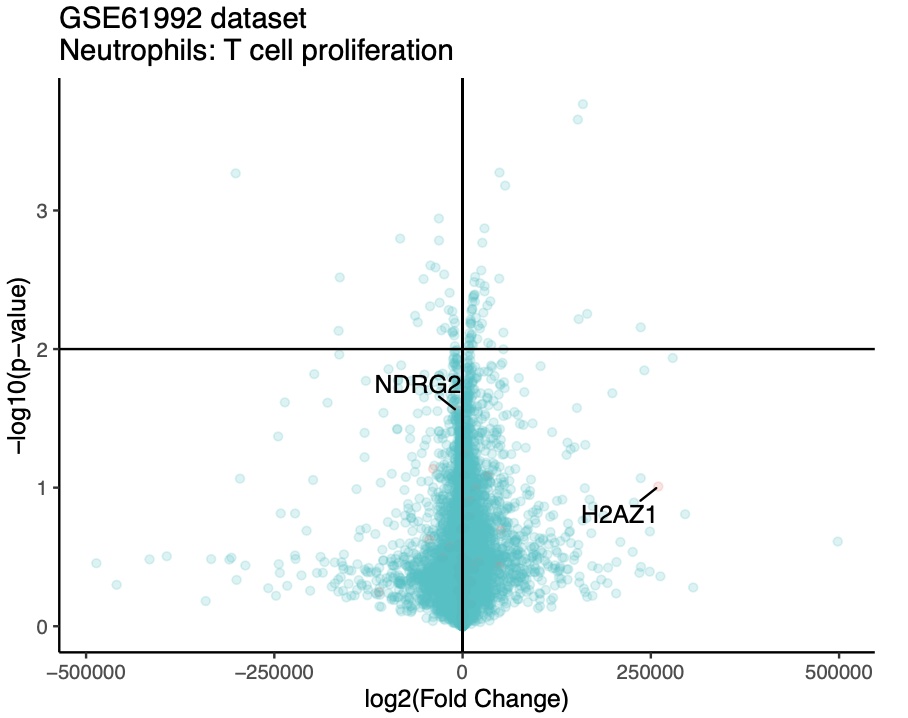 GSE61992 dataset
Neutrophils: T cell proliferation
−log10(p−value)
3
2
1
0
NDRG2
H2AZ1
−500000 −250000 0 250000 500000
log2(Fold Change)